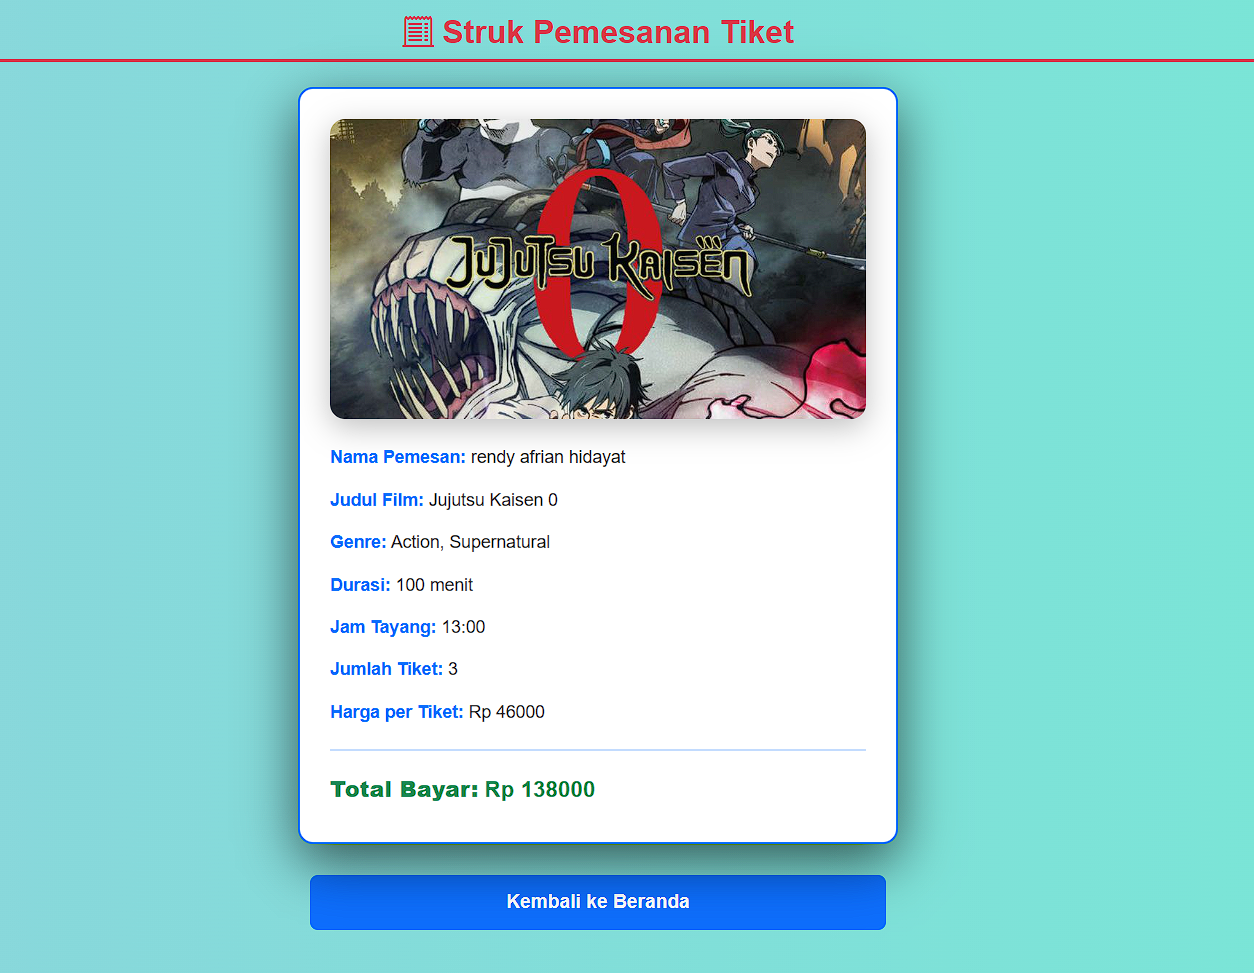 Struk Pemesanan Tiket
0
JUJUTSU KAISEN
Nama Pemesan: rendy afrian hidayat
Judul Film: Jujutsu Kaisen 0
Genre: Action, Supernatural
Durasi: 100 menit
Jam Tayang: 13:00
Jumlah Tiket: 3
Harga per Tiket: Rp 46000
Total Bayar: Rp 138000
Kembali ke Beranda